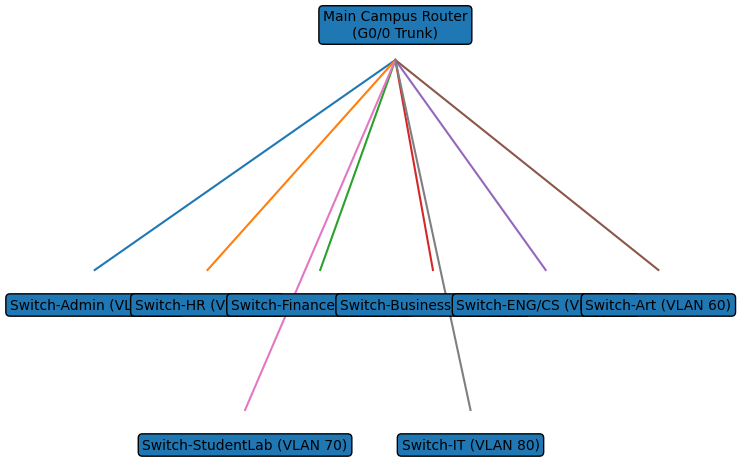 Main Campus Router
(G0/0 Trunk)
Switch-Admin (VL
Switch-HR (V
Switch-Finance
Switch-Business
Switch-ENG/CS (V
Switch-Art (VLAN 60)
Switch-StudentLab (VLAN 70)
Switch-IT (VLAN 80)